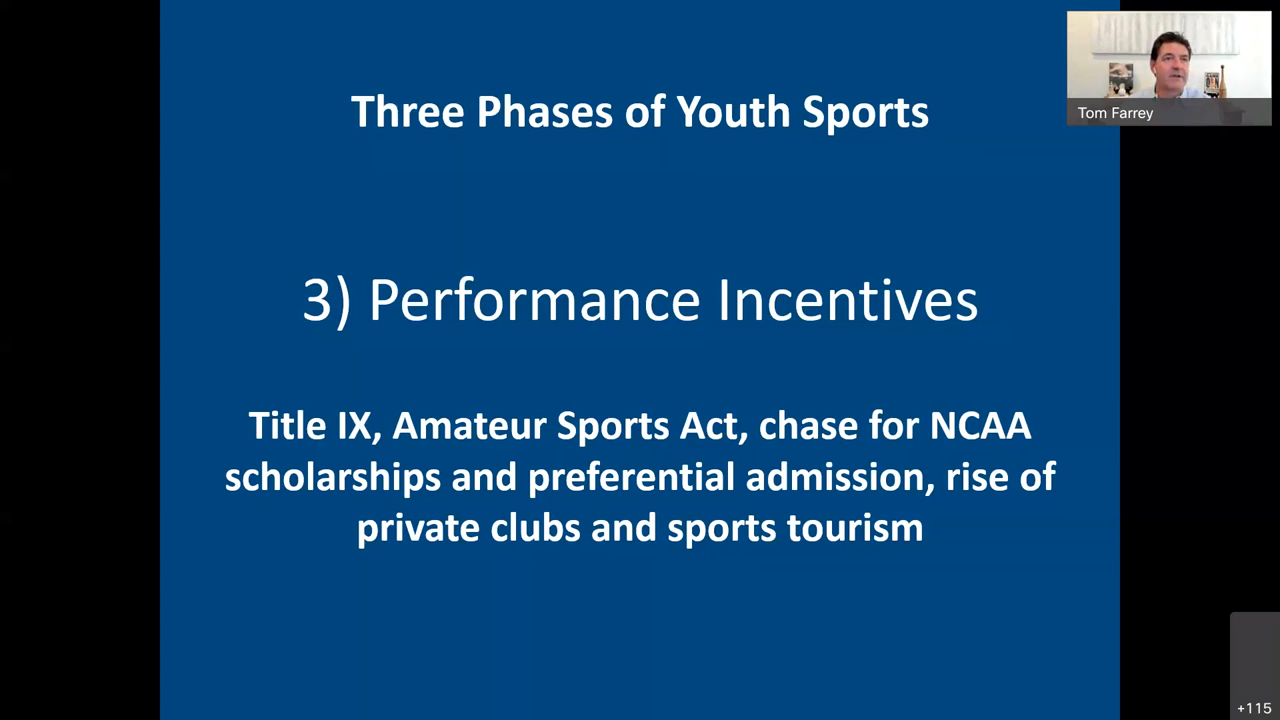 Three Phases of Youth Sports
Tom Farrey
3) Performance Incentives
Title IX, Amateur Sports Act, chase for NCAA
scholarships and preferential admission, rise of
private clubs and sports tourism
+115